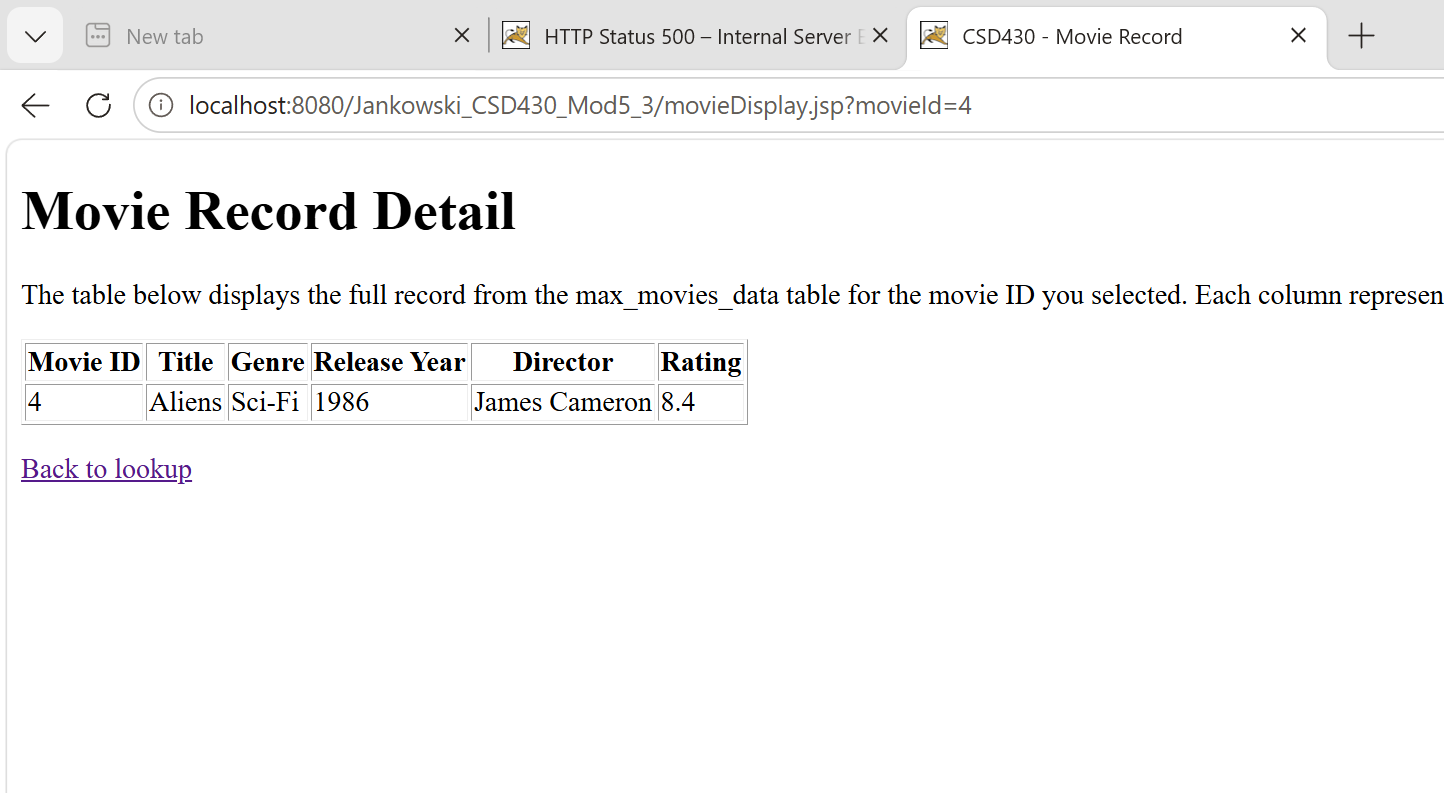 New tab
HTTP Status 500 – Internal Server
CSD430 - Movie Record
localhost:8080/Jankowski_CSD430_Mod5_3/movieDisplay.jsp?movieId=4
Movie Record Detail
The table below displays the full record from the max_movies_data table for the movie ID you selected. Each column
Movie ID Title Genre Release Year Director Rating
4 Aliens Sci-Fi 1986 James Cameron 8.4
Back to lookup